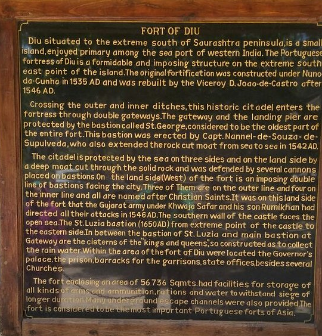 FORT OF DIU
Diu situated to the extreme south of Saurashtra peninsula, is a small
island, enjoyed primary among the sea port of western India. The Portuguese
fortress of Diu is a formidable and imposing structure on the extreme south
east point of the island. The original fortification was constructed under Nuno-
da-Cunha in 1535 AD and was rebuilt by the Viceroy D. Joao-de-Castro after
1546 AD.
Crossing the outer and inner ditches, this historic citadel enters the
fortress through double gateways. The gateway and the landing pier are
protected by the bastion called St. George, considered to be the oldest part of
the entire fort. This bastion was erected by Capt. Nannel-de-Souza-de-
Supulveda, who also extended the rock cut moat from sea to sea in 1542 AD.
The citadel is protected by the sea on three sides and on the land side by
a deep moat cut through the solid rock and was defended by several cannons
placed on bastions. On the land side (West) of the fort is an imposing double
line of bastions facing the city. Three of them are on the outer line and four on
the inner line and all are named after Christian Saints. It was on this land side
of the fort that the Gujarat army under Khwaja Safar and his son Rumikhan had
directed all their attacks in 1546 AD. The southern wall of the castle faces the
open sea. The St. Luzia bastion (1650 AD) from extreme point of the castle to
the eastern side. In between the bastion of St. Luzia and main bastion at
Gateway are the cisterns of the kings and queens, so constructed as to collect
the rain water. Within the area of the fort of Diu were located the Governor's
palace, the prison, barracks for the garrisons, state offices, besides several
Churches.
The fort enclosing an area of 56736 Sqmts had facilities for storage of
all kinds of arms and ammunition, rations and water to withstand siege of
longer duration. Many underground escape channels were also provided. The
fort is considered to be the most important Portuguese forts of Asia.